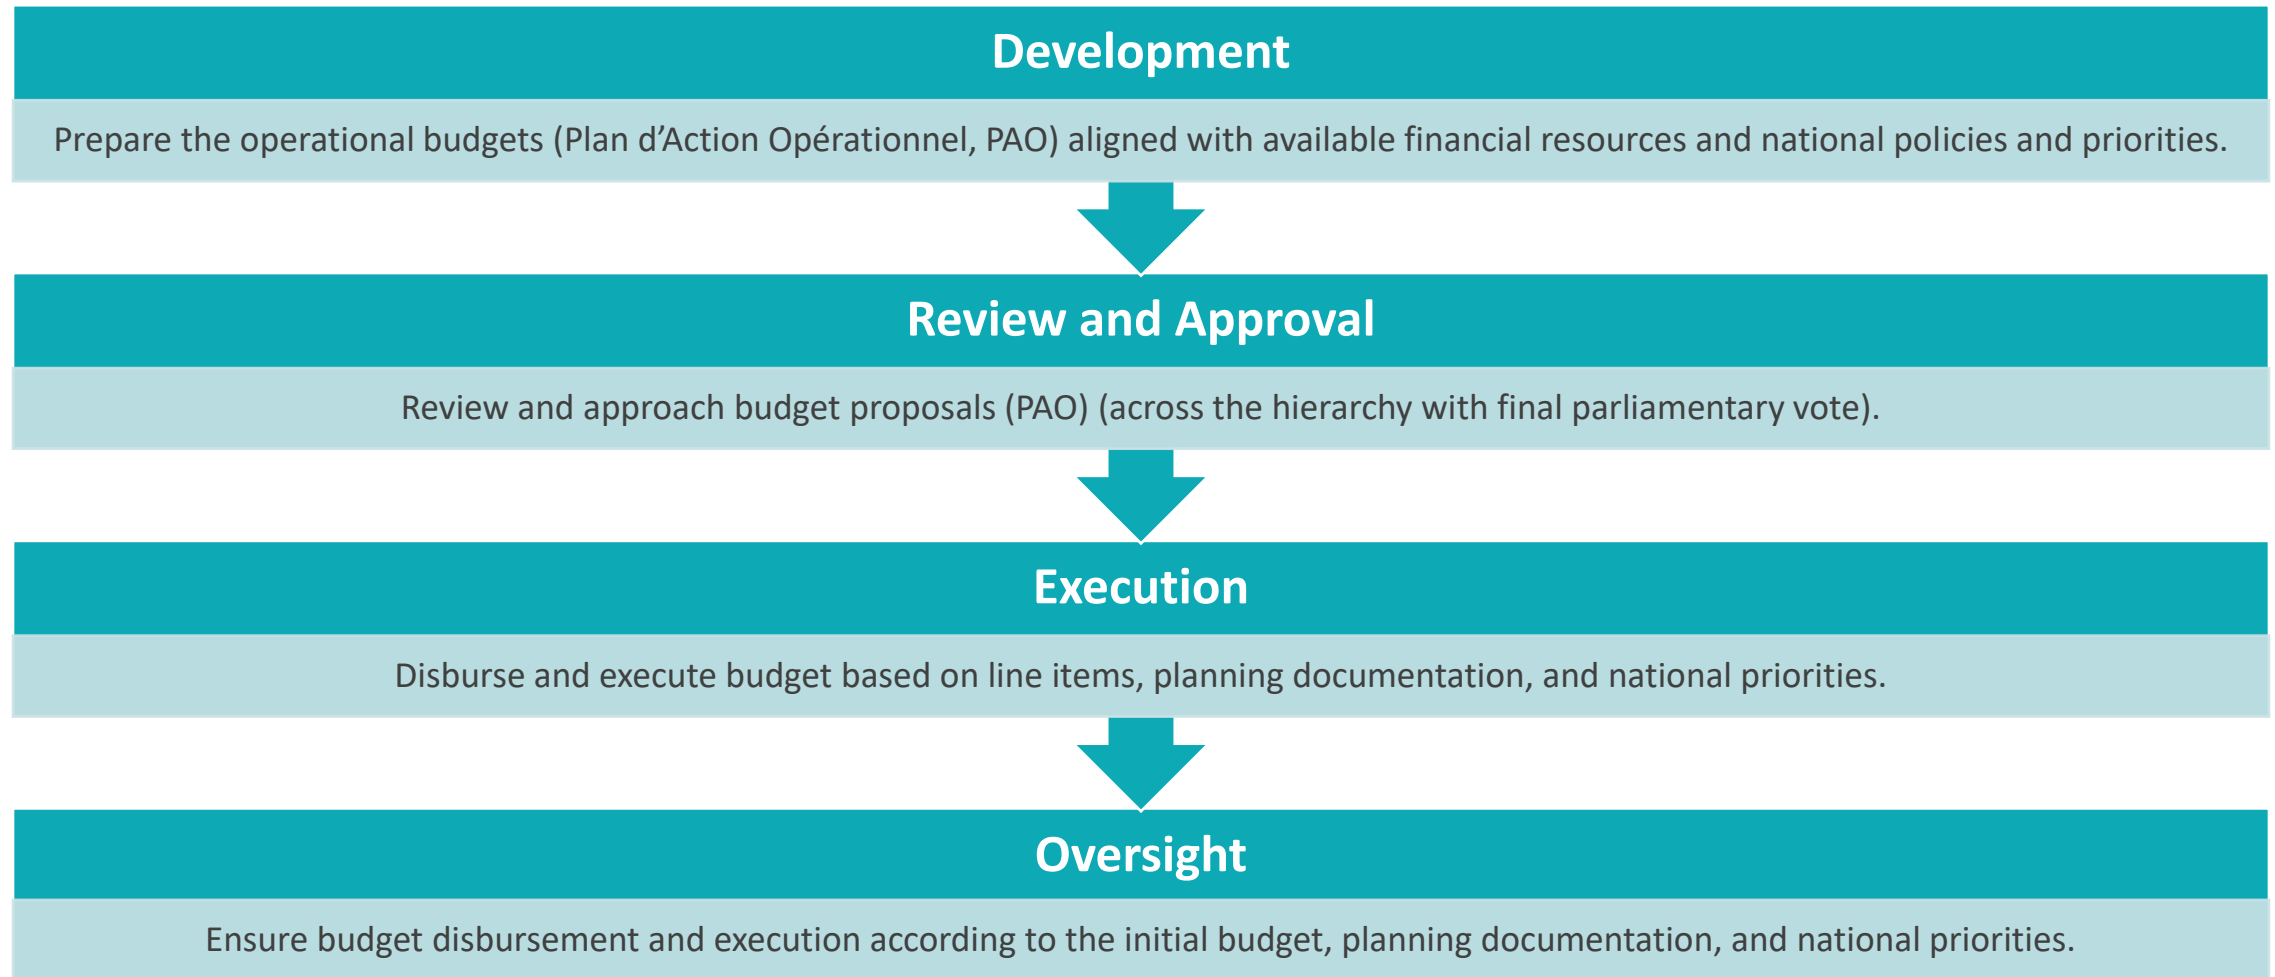 Development
Prepare the operational budgets (Plan d’Action Opérationnel, PAO) aligned with available financial resources and national policies and priorities.
Review and Approval
Review and approach budget proposals (PAO) (across the hierarchy with final parliamentary vote).
Execution
Disburse and execute budget based on line items, planning documentation, and national priorities.
Oversight
Ensure budget disbursement and execution according to the initial budget, planning documentation, and national priorities.